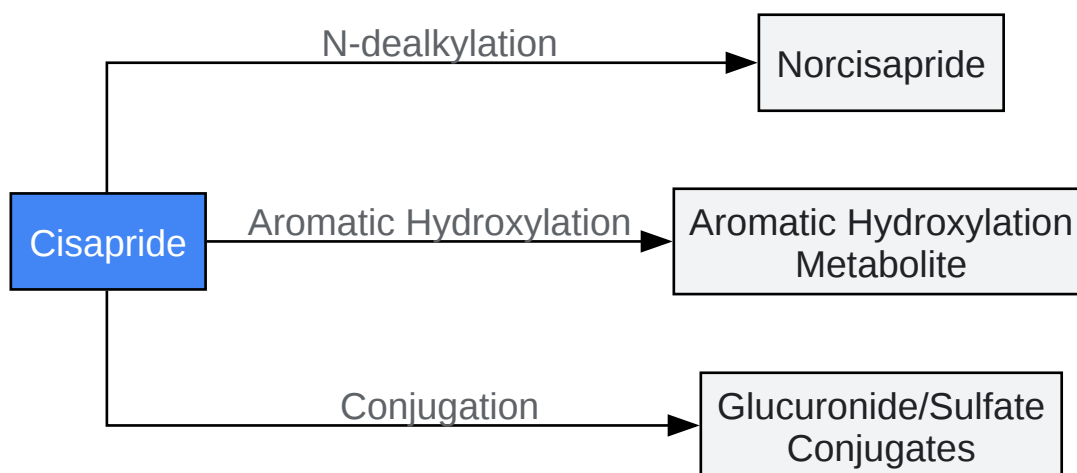 N-dealkylation
Norcisapride
Cisapride
Aromatic Hydroxylation
Aromatic Hydroxylation
Metabolite
Conjugation
Glucuronide/Sulfate
Conjugates